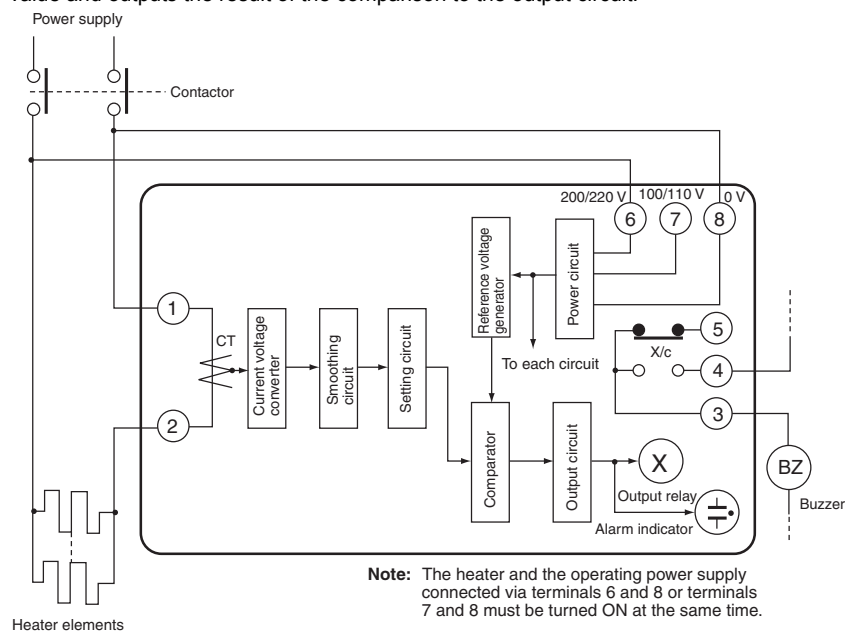 value and outputs the result of the comparison to the output circuit.
Power supply
Contactor
200/220 V
100/110 V
0 V
6
7
8
Reference voltage
generator
Power circuit
1
CT
Current voltage
converter
Smoothing
circuit
Setting circuit
To each circuit
5
X/c
4
3
2
Comparator
Output circuit
X
Output relay
BZ
Buzzer
Alarm indicator
Note: The heater and the operating power supply
connected via terminals 6 and 8 or terminals
7 and 8 must be turned ON at the same time.
Heater elements